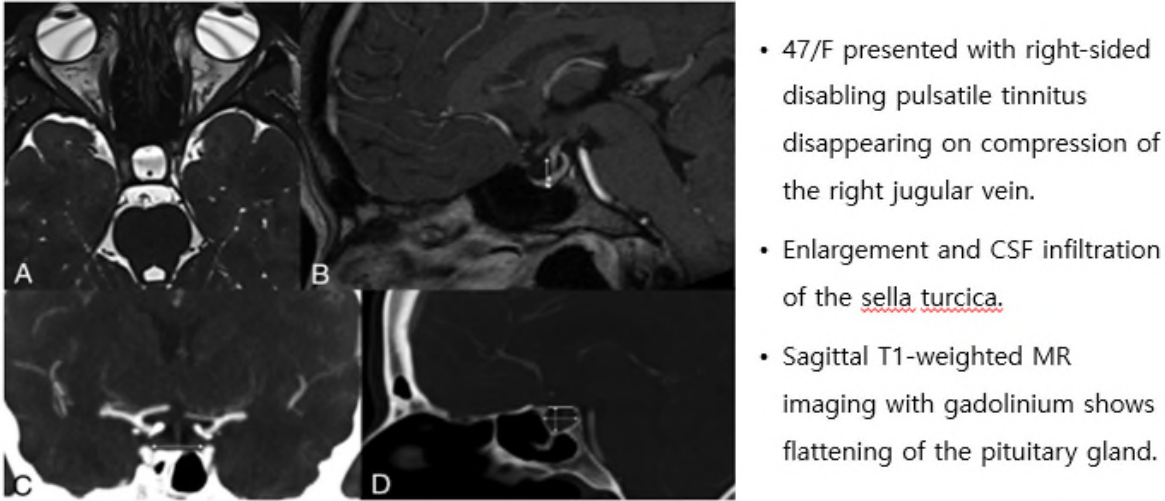 A
B
C
D
• 47/F presented with right-sided
disabling pulsatile tinnitus
disappearing on compression of
the right jugular vein.
• Enlargement and CSF infiltration
of the sella turcica.
• Sagittal T1-weighted MR
imaging with gadolinium shows
flattening of the pituitary gland.